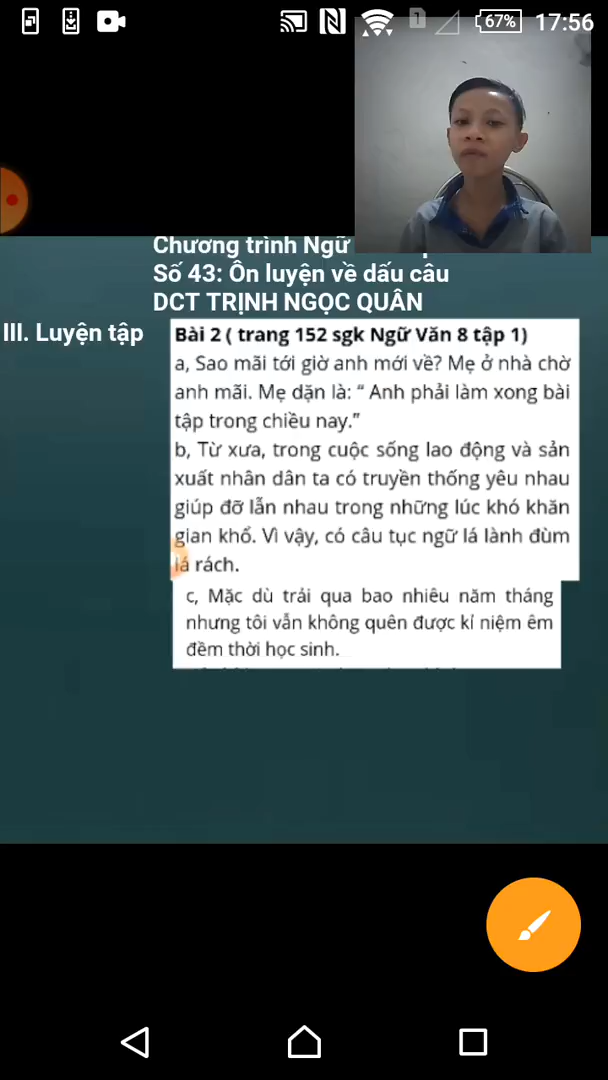 1
67%
17:56
Chương trình Ngữ
Số 43: Ôn luyện về dấu câu
DCT TRỊNH NGỌC QUÂN
III. Luyện tập
Bài 2 ( trang 152 sgk Ngữ Văn 8 tập 1)
a, Sao mãi tới giờ anh mới về? Mẹ ở nhà chờ
anh mãi. Mẹ dặn là: “ Anh phải làm xong bài
tập trong chiều nay.”
b, Từ xưa, trong cuộc sống lao động và sản
xuất nhân dân ta có truyền thống yêu nhau
giúp đỡ lẫn nhau trong những lúc khó khăn
gian khổ. Vì vậy, có câu tục ngữ lá lành đùm
lá rách.
c, Mặc dù trải qua bao nhiêu năm tháng
nhưng tôi vẫn không quên được kỉ niệm êm
đềm thời học sinh.